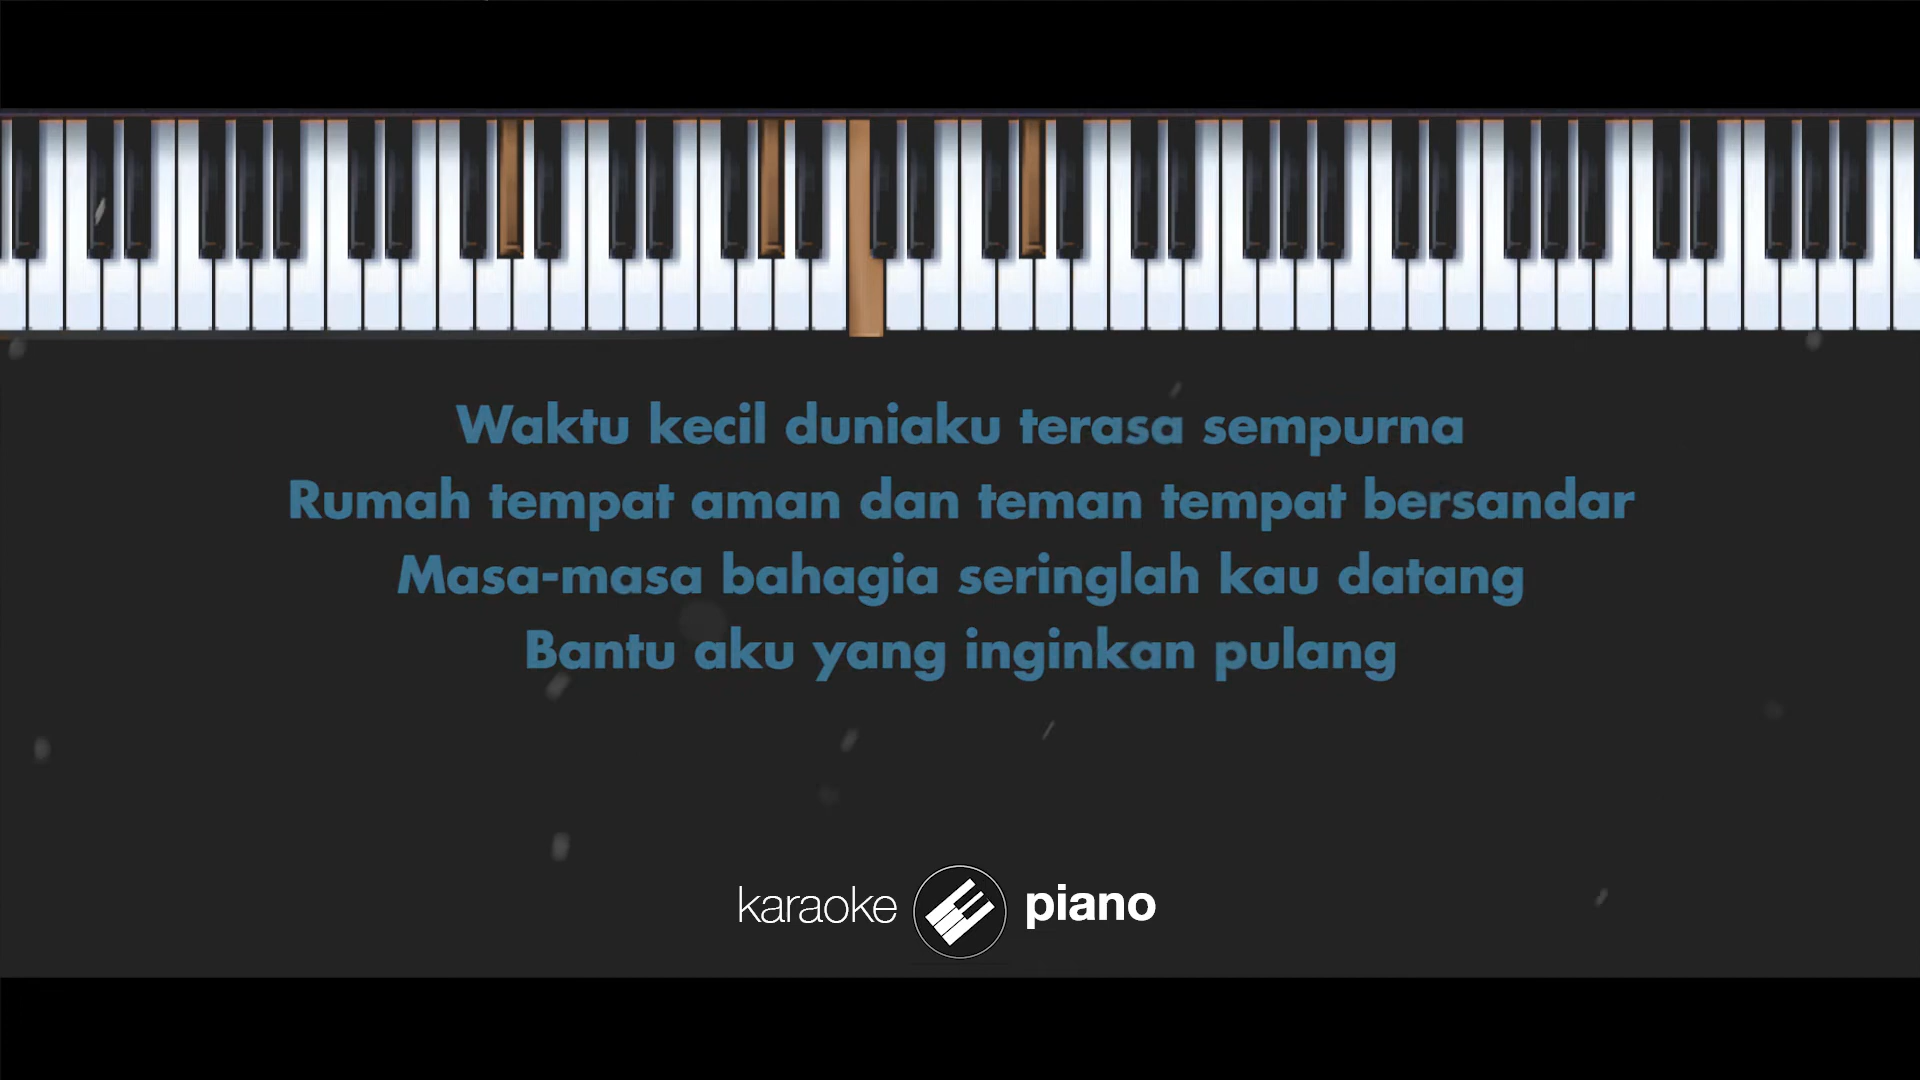 Waktu kecil duniaku terasa sempurna
Rumah tempat aman dan teman tempat bersandar
Masa-masa bahagia seringlah kau datang
Bantu aku yang inginkan pulang
karaoke piano